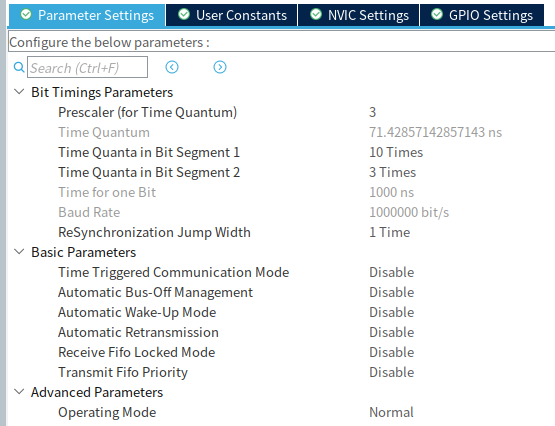 Parameter Settings User Constants NVIC Settings GPIO Settings
Configure the below parameters :
Search (Ctrl+F)
Bit Timings Parameters
Prescaler (for Time Quantum) 3
Time Quantum 71.42857142857143 ns
Time Quanta in Bit Segment 1 10 Times
Time Quanta in Bit Segment 2 3 Times
Time for one Bit 1000 ns
Baud Rate 1000000 bit/s
ReSynchronization Jump Width 1 Time
Basic Parameters
Time Triggered Communication Mode Disable
Automatic Bus-Off Management Disable
Automatic Wake-Up Mode Disable
Automatic Retransmission Disable
Receive Fifo Locked Mode Disable
Transmit Fifo Priority Disable
Advanced Parameters
Operating Mode Normal